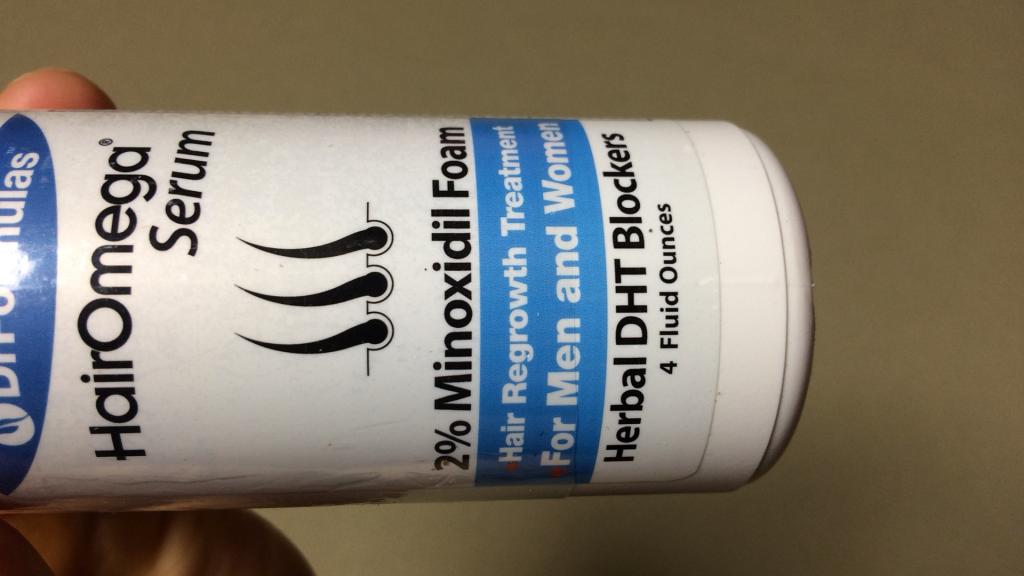 HairOmega®
Serum
2% Minoxidil Foam
•Hair Regrowth Treatment
•For Men and Women
Herbal DHT Blockers
4 Fluid Ounces